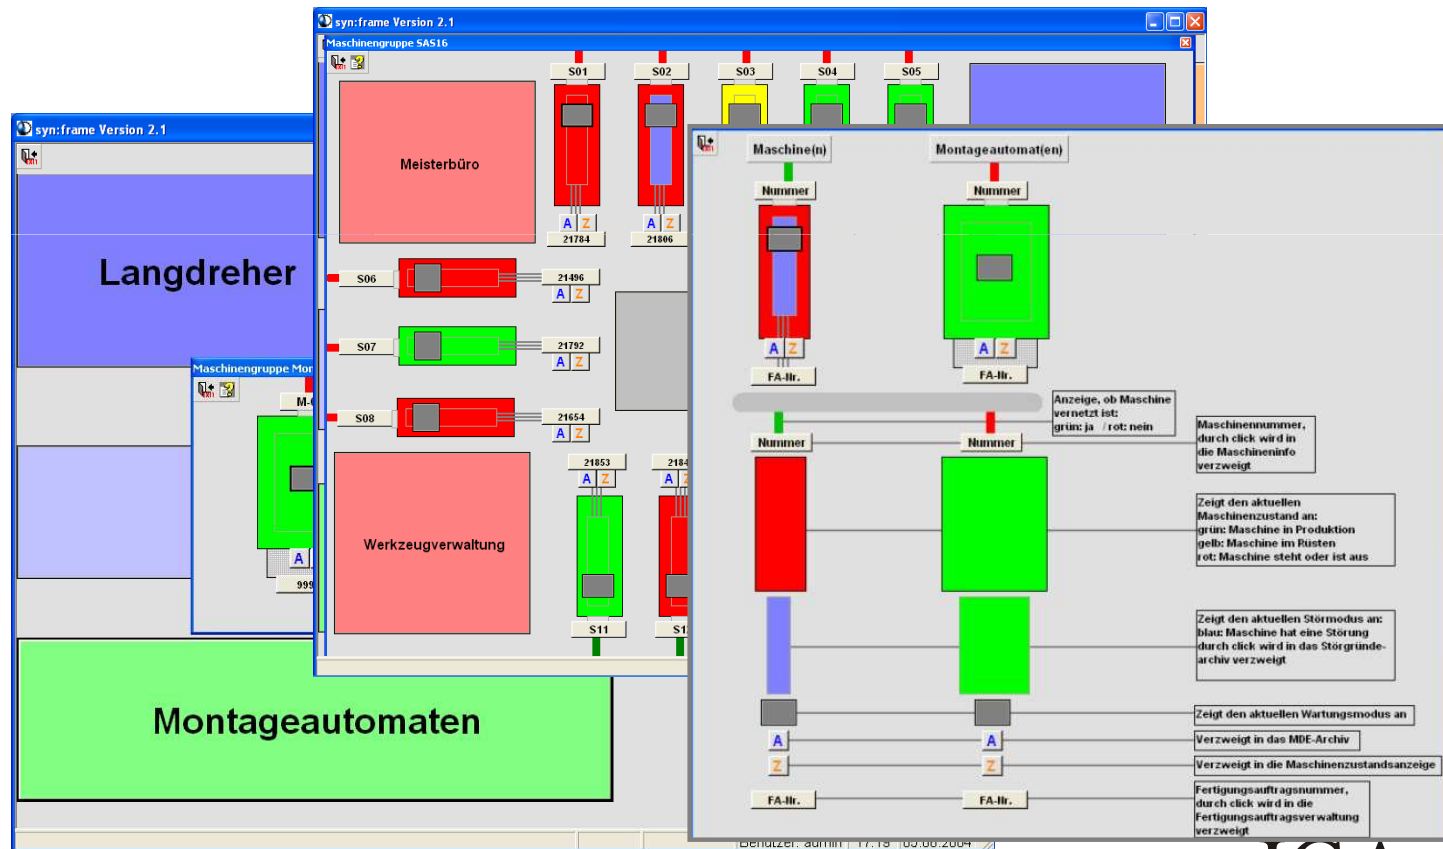 syn:frame Version 2.1
Maschinengruppe SAS16
S01
S02
S03
S04
S05
Meisterbüro
A Z
21784
A Z
21806
S06
21496
A Z
S07
21792
A Z
S08
21654
A Z
Werkzeugverwaltung
21853
A Z
S11
syn:frame Version 2.1
Langdreher
Maschinengruppe
A
Montageautomaten
Benutzer: admin 17:19
Maschine(n)
Montageautomat(en)
Nummer
Nummer
A Z
A Z
FA-Nr.
FA-Nr.
Anzeige, ob Maschine
vernetzt ist:
grün: ja / rot: nein
Nummer
Nummer
Maschinennummer,
durch click wird in
die Maschineninfo
verzweigt
Zeigt den aktuellen
Maschinenzustand an:
grün: Maschine in Produktion
gelb: Maschine im Rüsten
rot: Maschine steht oder ist aus
Zeigt den aktuellen Störmodus an:
blau: Maschine hat eine Störung
durch click wird in das Störgründe-
archiv verzweigt
Zeigt den aktuellen Wartungsmodus an
A
A
Verzweigt in das MDE-Archiv
Z
Z
Verzweigt in die Maschinenzustandsanzeige
FA-Nr.
FA-Nr.
Fertigungsauftragsnummer,
durch click wird in die
Fertigungsauftragsverwaltung
verzweigt